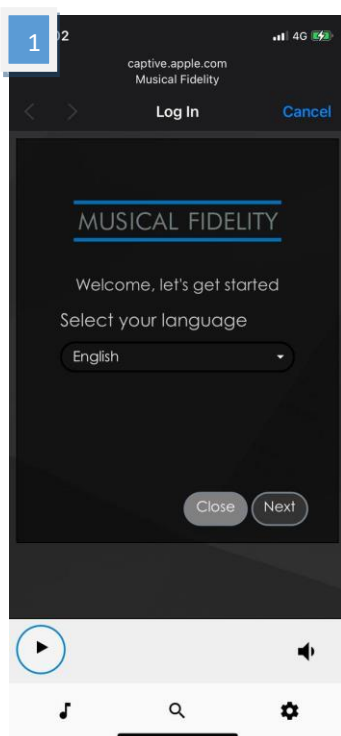 1
02
4G
captive.apple.com
Musical Fidelity
Log In
Cancel
MUSICAL FIDELITY
Welcome, let's get started
Select your language
English
Close
Next